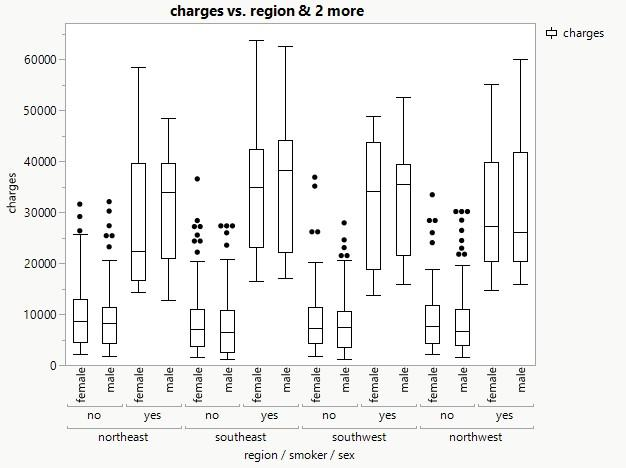 charges vs. region & 2 more
charges
60000
50000
40000
30000
20000
10000
0
charges
female male female male female male female male female male female male female male female male
no yes no yes no yes no yes
northeast southeast southwest northwest
region / smoker / sex